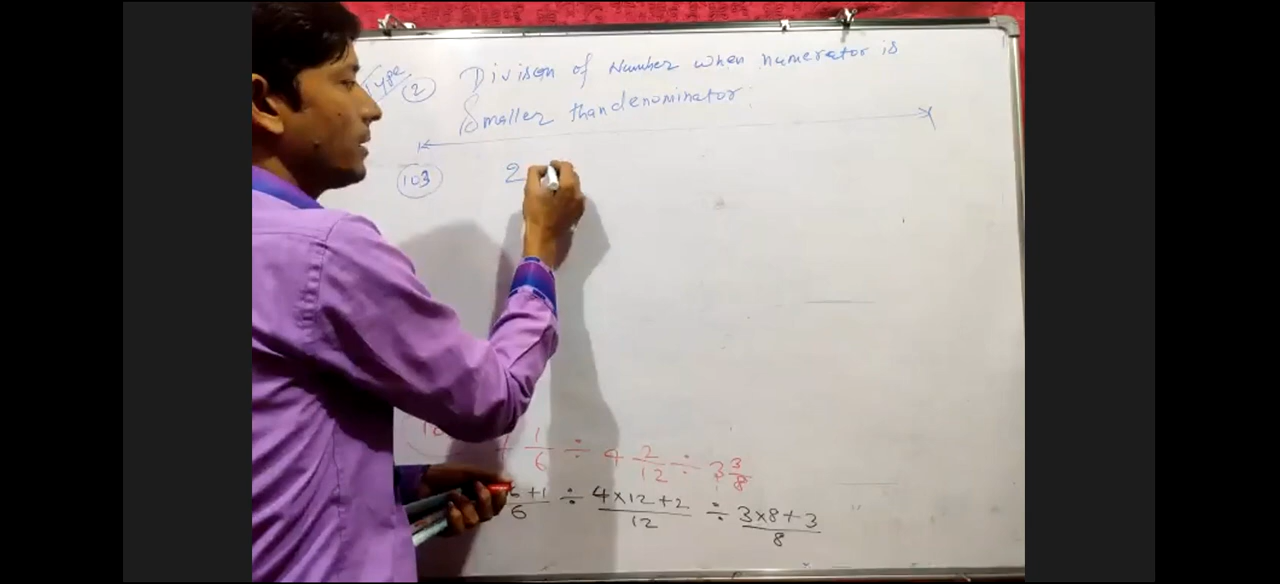 Type 2 Division of Number when numerator is
Smaller than denominator:
103 2
1/6 ÷ 4 2/12 ÷ 3 3/8
6+1/6 ÷ 4×12+2/12 ÷ 3×8+3/8